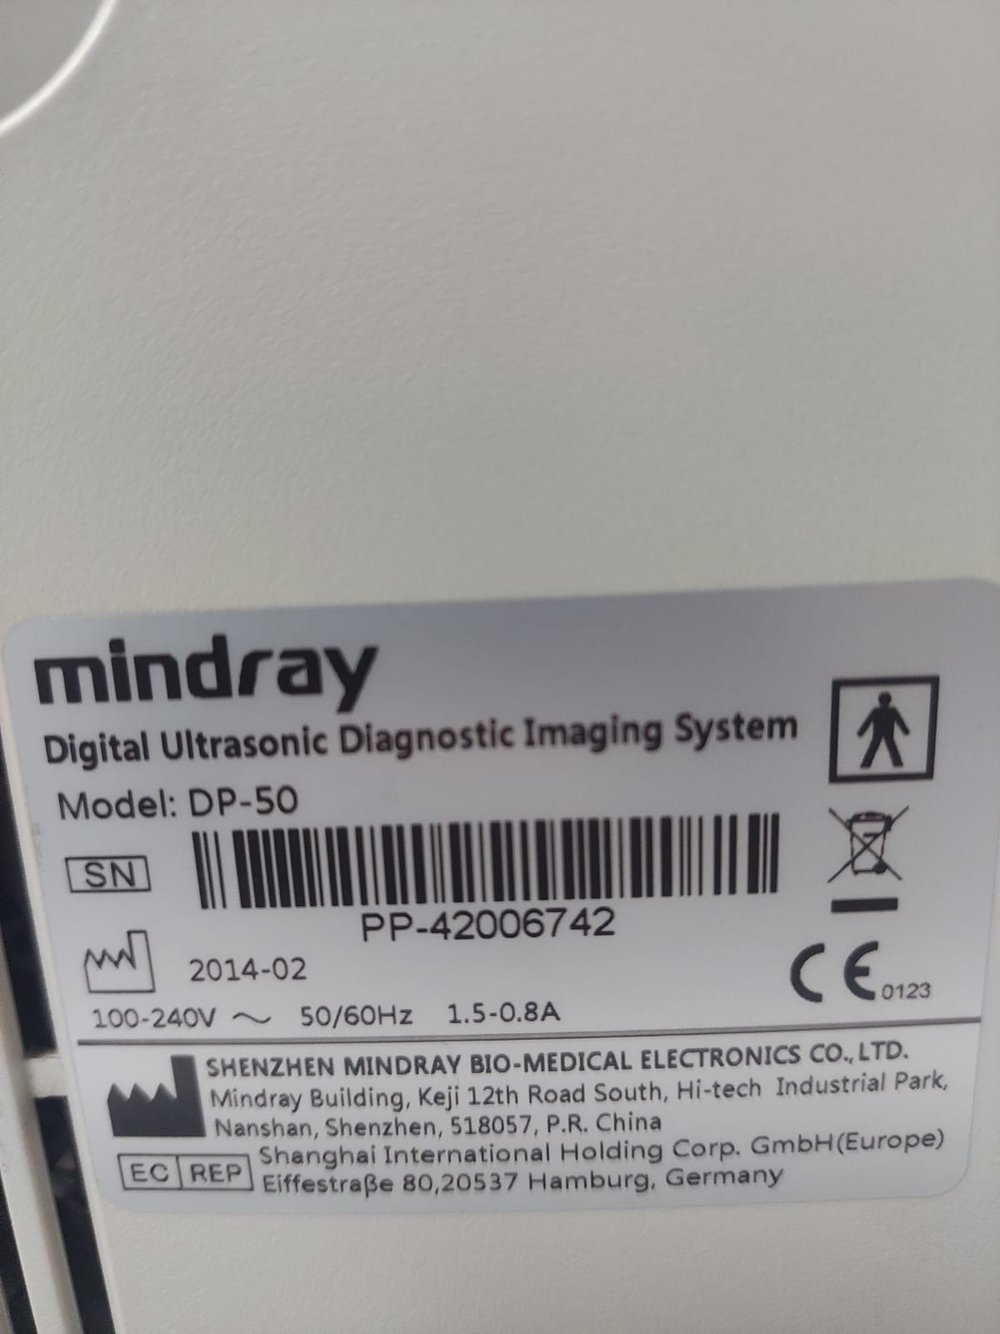 mindray
Digital Ultrasonic Diagnostic Imaging System
Model: DP-50
SN
PP-42006742
2014-02
100-240V ～ 50/60Hz 1.5-0.8A
CE 0123
SHENZHEN MINDRAY BIO-MEDICAL ELECTRONICS CO., LTD.
Mindray Building, Keji 12th Road South, Hi-tech Industrial Park,
Nanshan, Shenzhen, 518057, P.R. China
EC REP
Shanghai International Holding Corp. GmbH(Europe)
Eiffestraße 80,20537 Hamburg, Germany